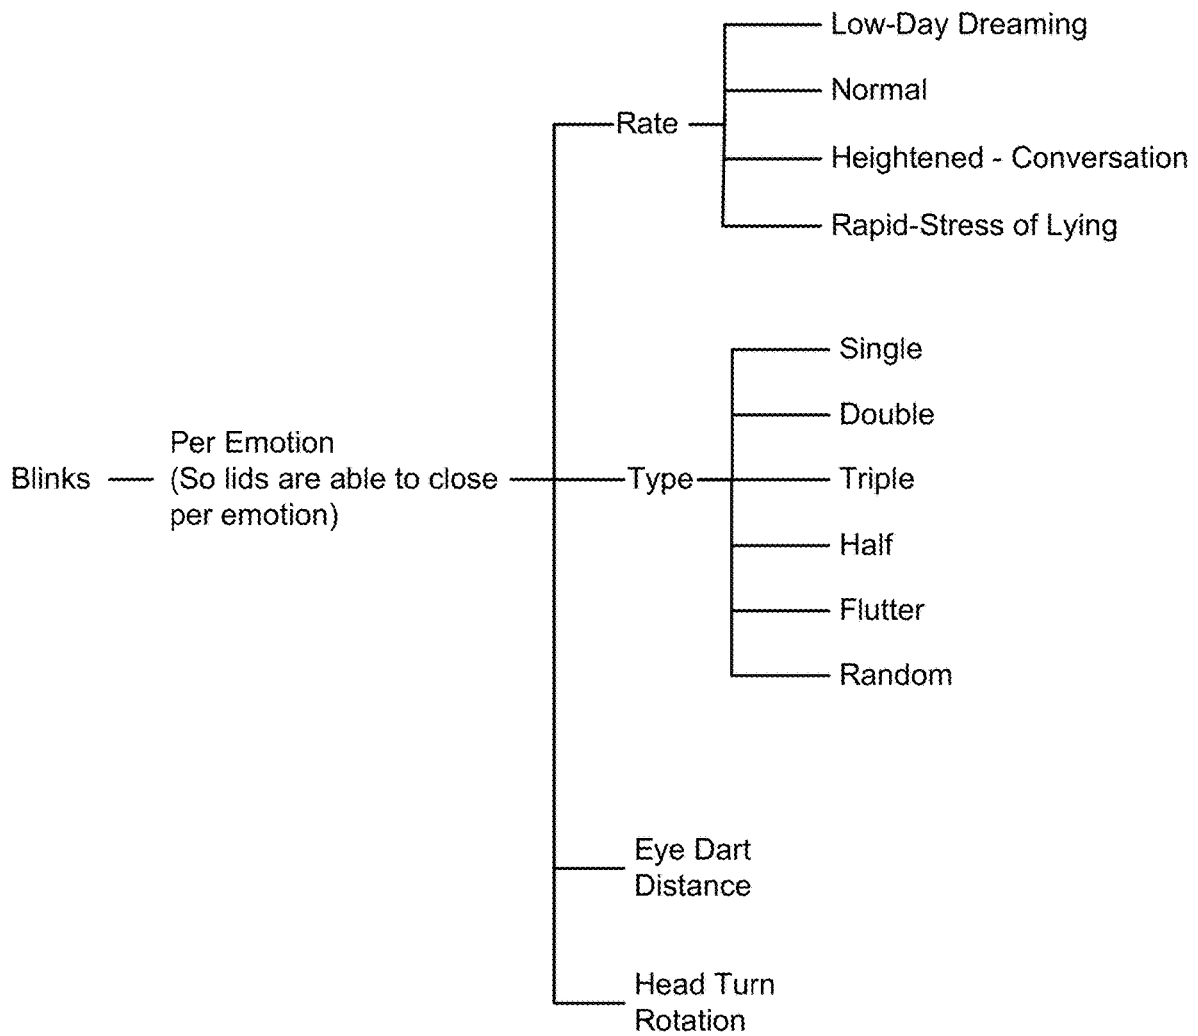 Low-Day Dreaming
Normal
Rate
Heightened - Conversation
Rapid-Stress of Lying
Single
Double
Per Emotion
Blinks
(So lids are able to close
per emotion)
Type
Triple
Half
Flutter
Random
Eye Dart
Distance
Head Turn
Rotation